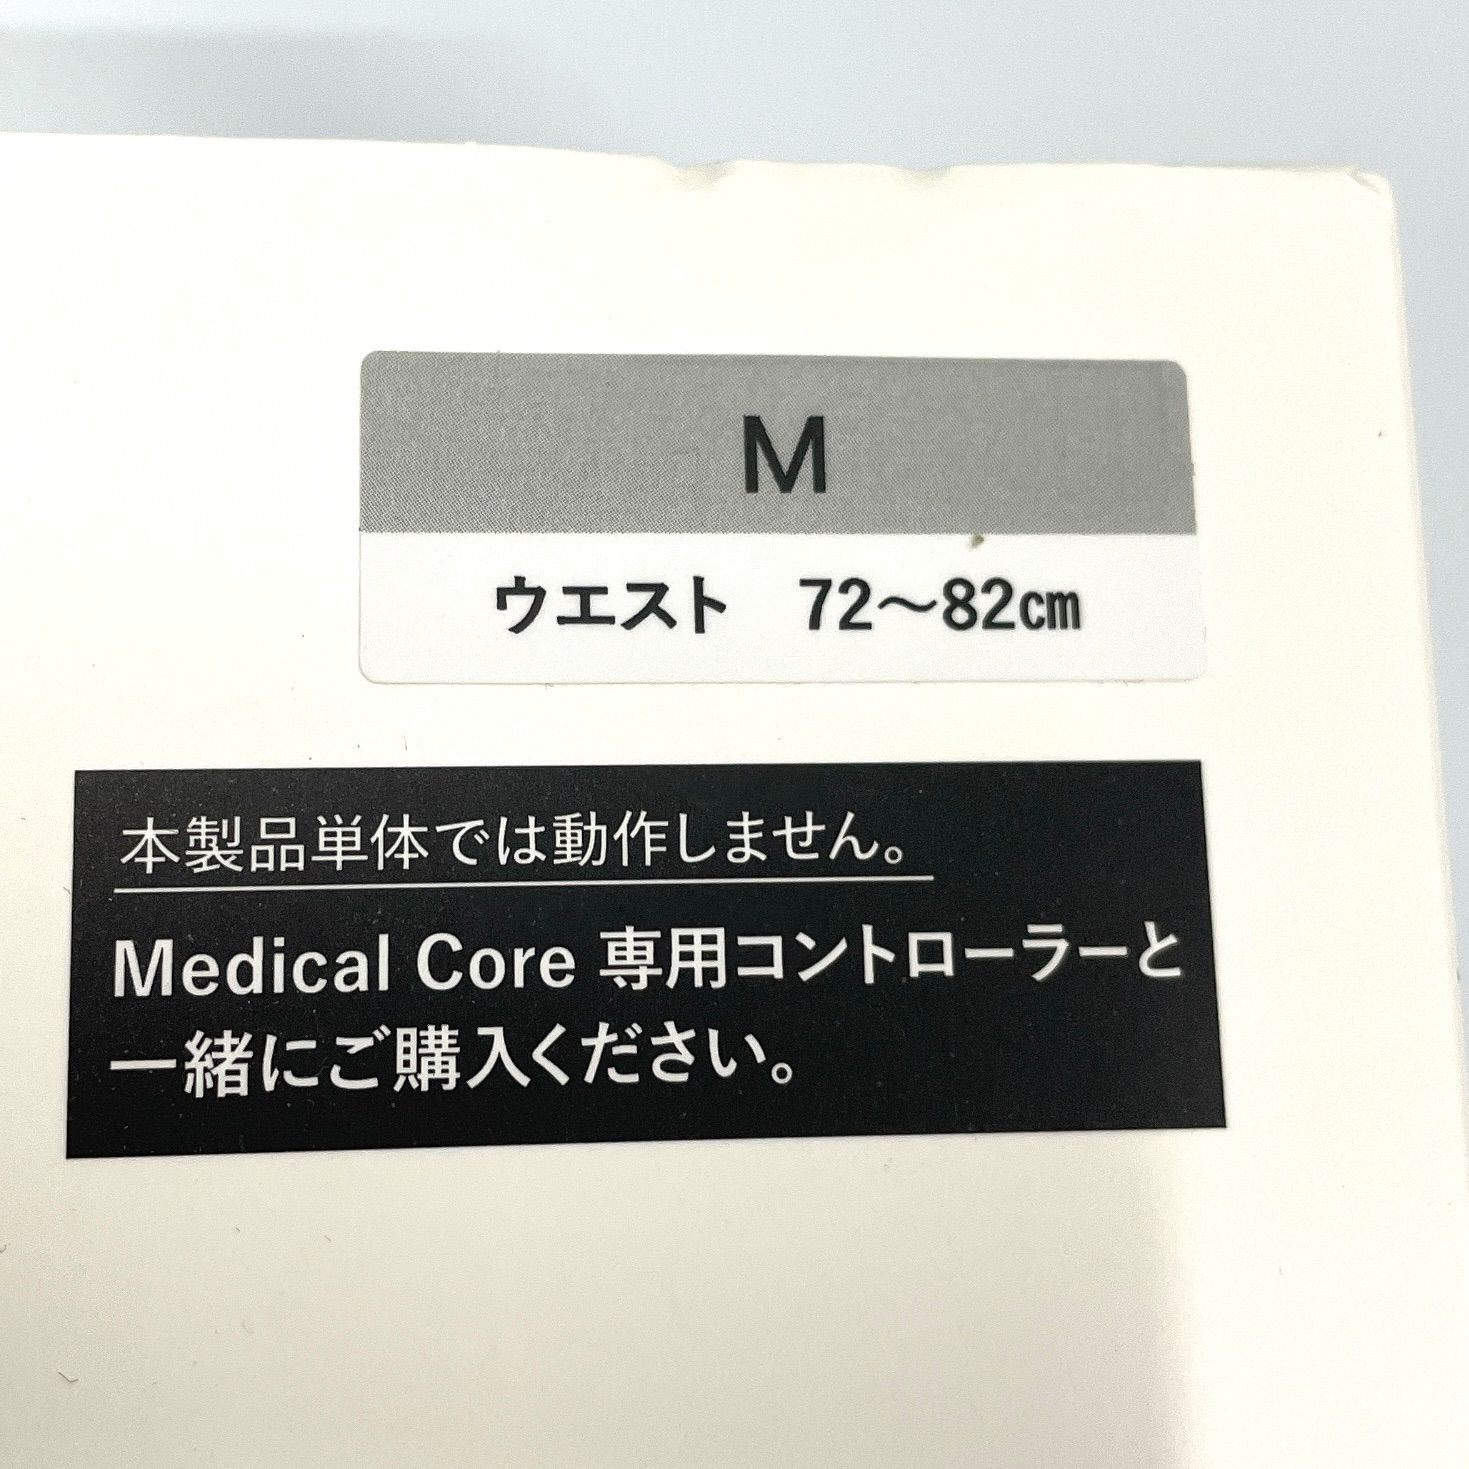 M
ウエスト　72〜82㎝
本製品単体では動作しません。
Medical Core 専用コントローラーと
一緒にご購入ください。